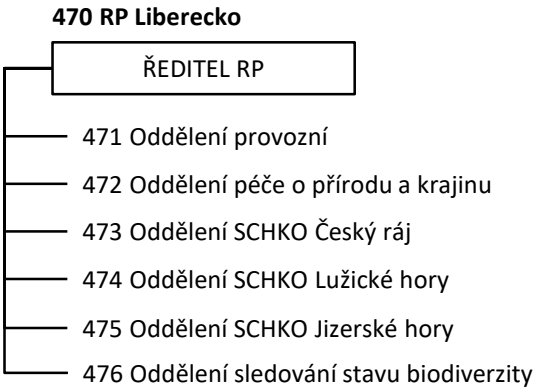 470 RP Liberecko
ŘEDITEL RP
471 Oddělení provozní
472 Oddělení péče o přírodu a krajinu
473 Oddělení SCHKO Český ráj
474 Oddělení SCHKO Lužické hory
475 Oddělení SCHKO Jizerské hory
476 Oddělení sledování stavu biodiverzity